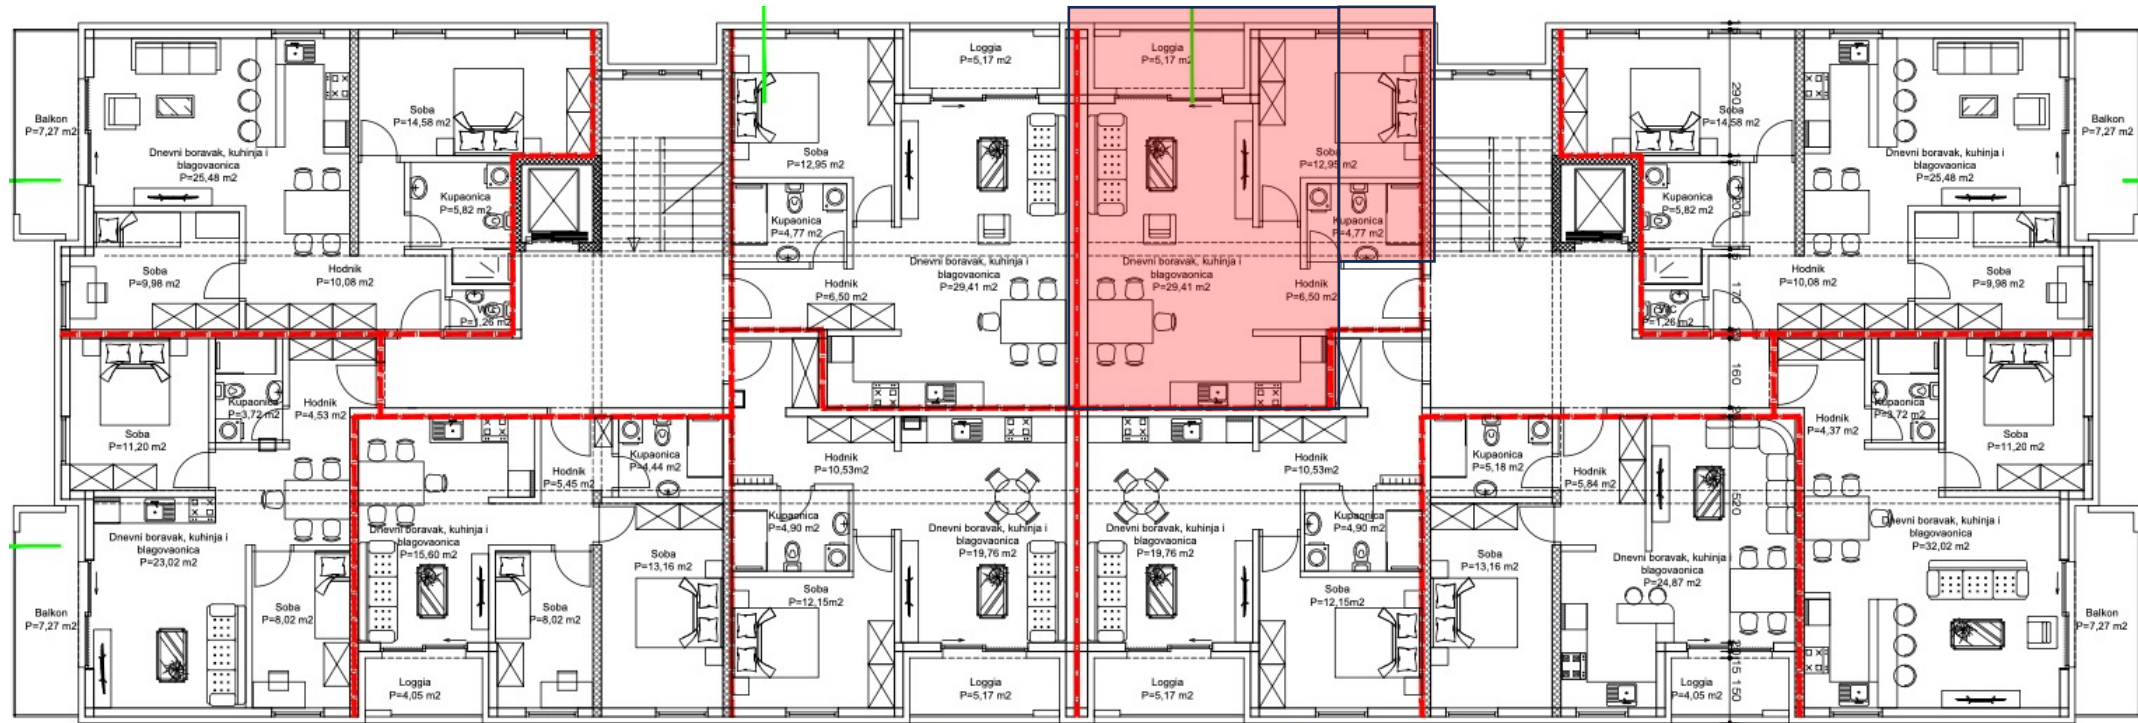 Balkon
P=7,27 m2
Dnevni boravak, kuhinja i
blagovaonica
P=25,48 m2
Soba
P=14,58 m2
Kupaonica
P=5,82 m2
Soba
P=9,98 m2
Hodnik
P=10,08 m2
P=1,26 m2
Soba
P=12,95 m2
Loggia
P=5,17 m2
Kupaonica
P=4,77 m2
Dnevni boravak, kuhinja i
blagovaonica
P=29,41 m2
Hodnik
P=6,50 m2
Loggia
P=5,17 m2
Soba
P=12,95 m2
Kupaonica
P=4,77 m2
Dnevni boravak, kuhinja i
blagovaonica
P=29,41 m2
Hodnik
P=6,50 m2
Soba
P=14,58 m2
290
Kupaonica
P=5,82 m2
Dnevni boravak, kuhinja i
blagovaonica
P=25,48 m2
Balkon
P=7,27 m2
Hodnik
P=10,08 m2
Soba
P=9,98 m2
WC
P=1,26 m2
170
160
Soba
P=11,20 m2
Kupaonica
P=3,72 m2
Hodnik
P=4,53 m2
Dnevni boravak, kuhinja i
blagovaonica
P=23,02 m2
Balkon
P=7,27 m2
Soba
P=8,02 m2
Hodnik
P=5,45 m2
Kupaonica
P=4,44 m2
Dnevni boravak, kuhinja i
blagovaonica
P=15,60 m2
Soba
P=8,02 m2
Soba
P=13,16 m2
Loggia
P=4,05 m2
Hodnik
P=10,53m2
Kupaonica
P=4,90 m2
Dnevni boravak, kuhinja i
blagovaonica
P=19,76 m2
Soba
P=12,15m2
Loggia
P=5,17 m2
Hodnik
P=10,53m2
Dnevni boravak, kuhinja i
blagovaonica
P=19,76 m2
Kupaonica
P=4,90 m2
Soba
P=12,15m2
Loggia
P=5,17 m2
Kupaonica
P=5,18 m2
Hodnik
P=5,84 m2
520
Soba
P=13,16 m2
Dnevni boravak, kuhinja i
blagovaonica
P=24,87 m2
Loggia
P=4,05 m2
15
150
Hodnik
P=4,37 m2
Kupaonica
P=3,72 m2
Soba
P=11,20 m2
Dnevni boravak, kuhinja i
blagovaonica
P=32,02 m2
Balkon
P=7,27 m2